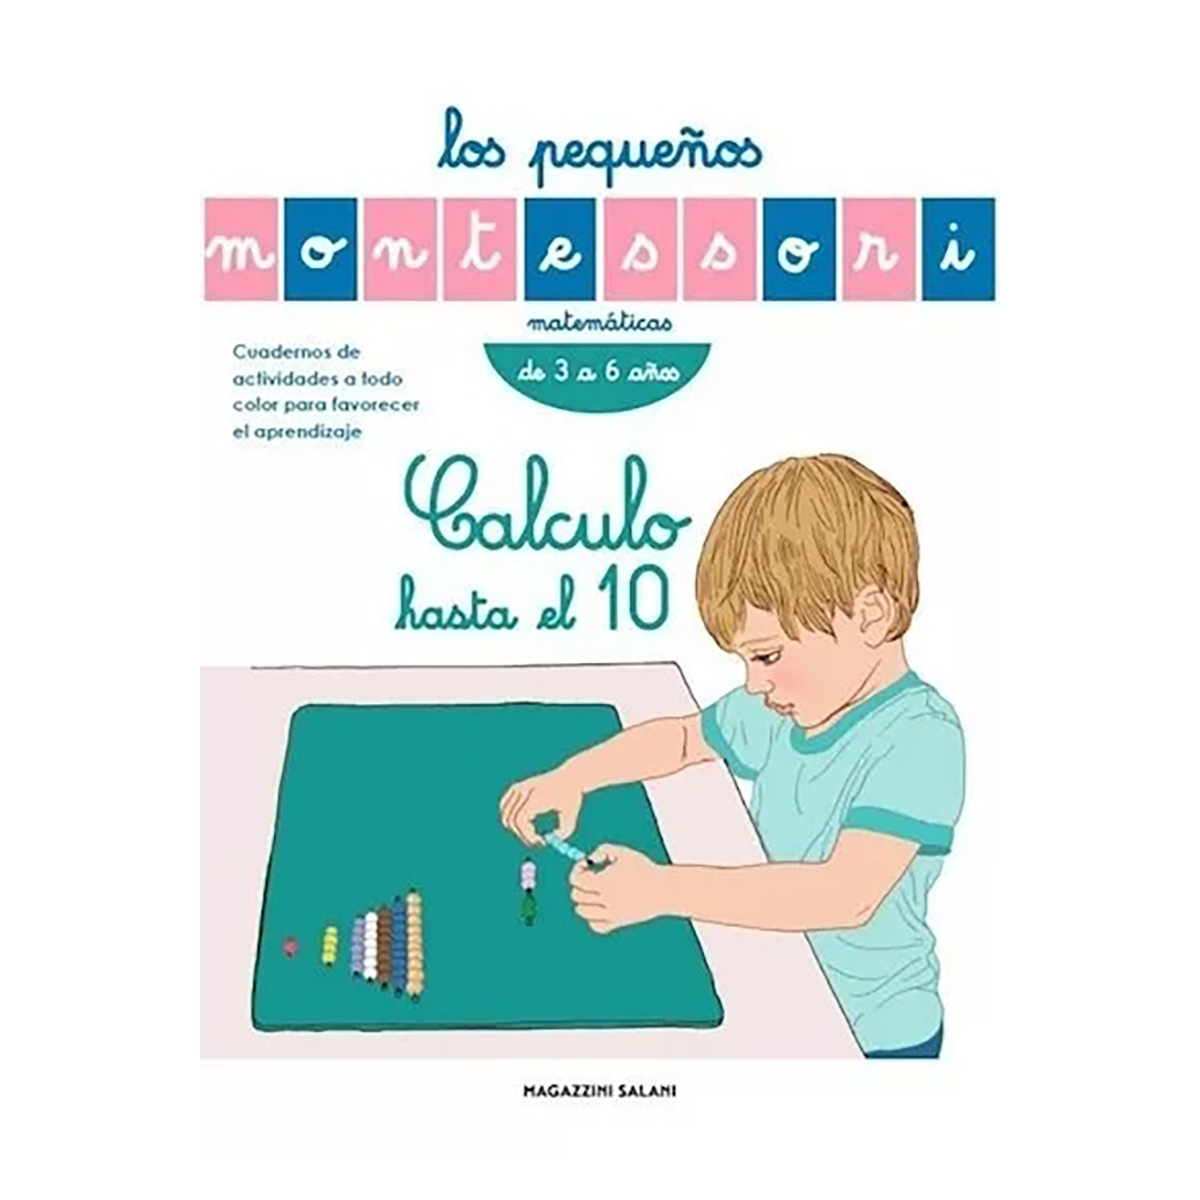 los pequeños
montessori
matemáticas
de 3 a 6 años
Cuadernos de
actividades a todo
color para favorecer
el aprendizaje
Calculo
hasta el 10
MAGAZZINI SALANI